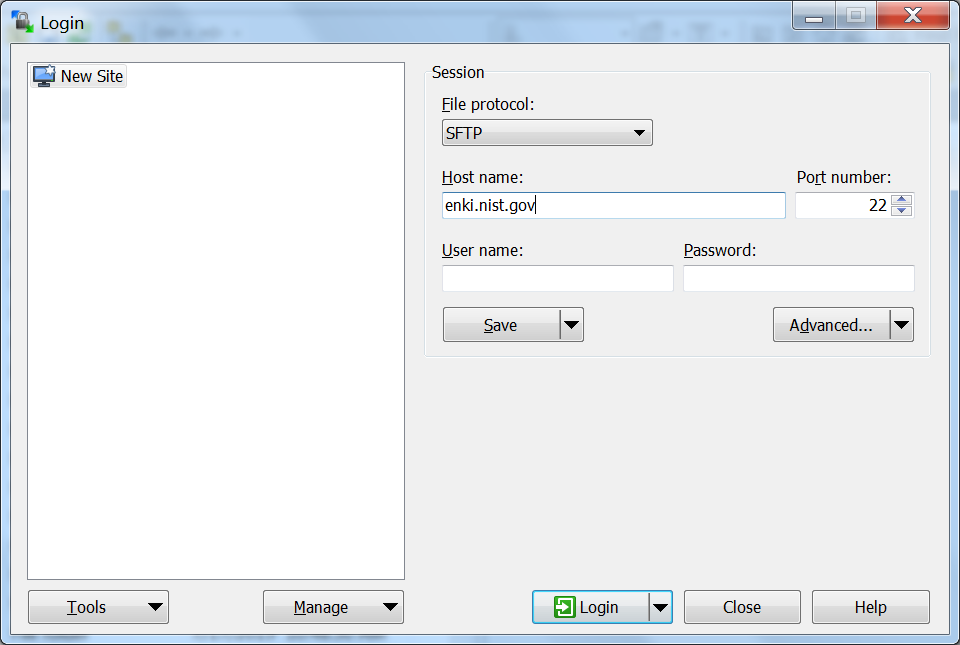 Login
New Site
Session
File protocol:
SFTP
Host name:
Port number:
enki.nist.gov
22
User name:
Password:
Save
Advanced...
Tools
Manage
Login
Close
Help